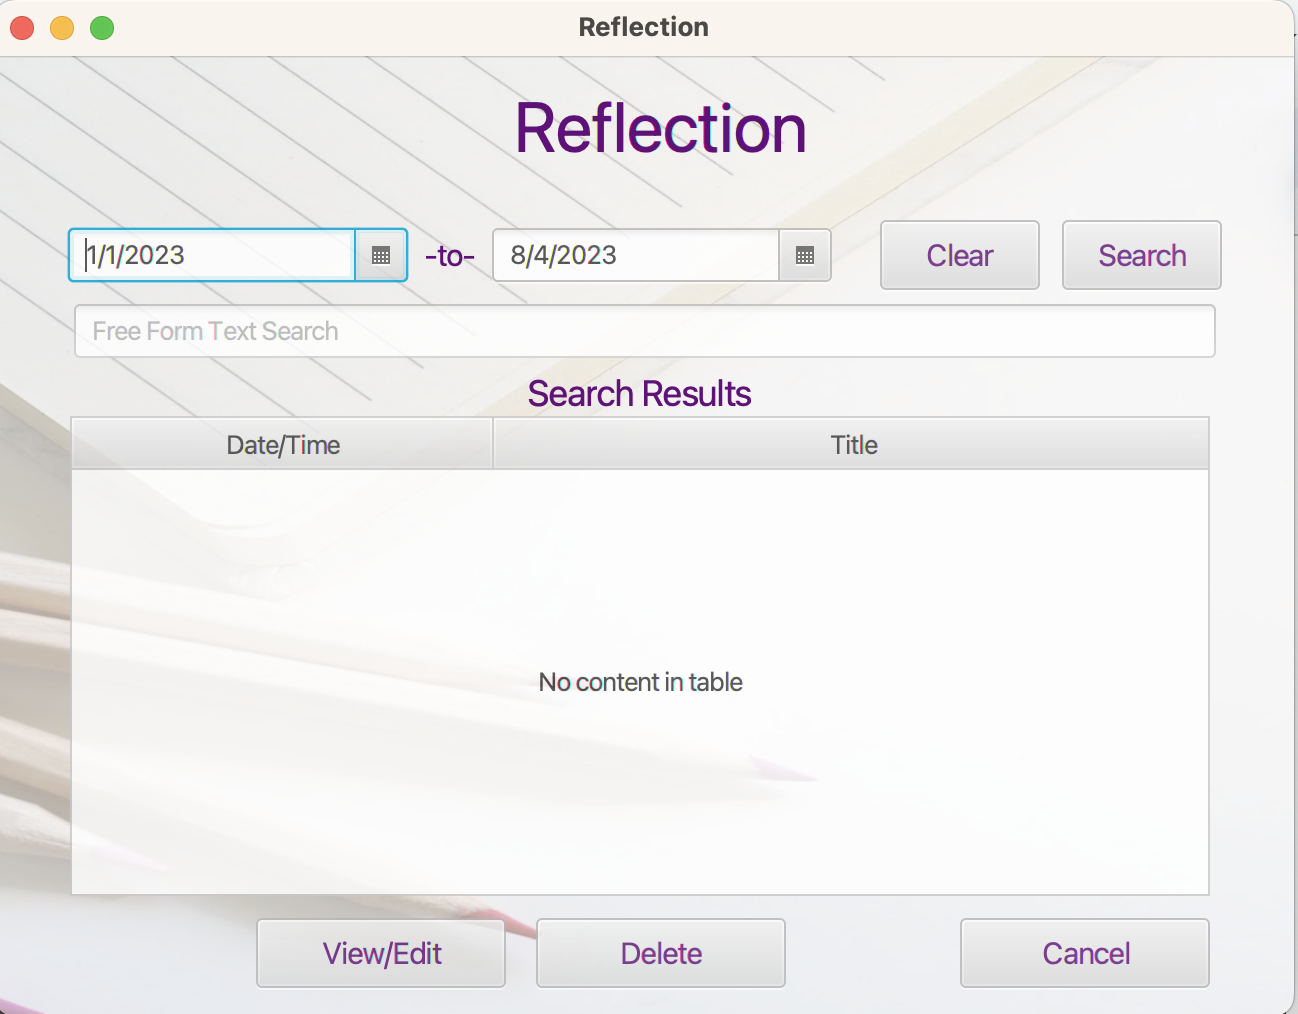 Reflection
Reflection
1/1/2023 -to- 8/4/2023 Clear Search
Free Form Text Search
Search Results
Date/Time Title
No content in table
View/Edit Delete Cancel